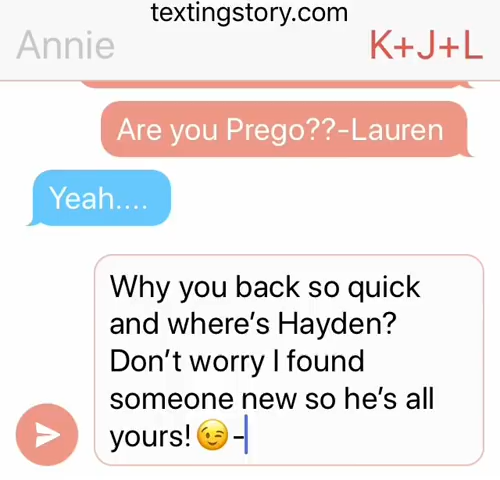 textingstory.com
Annie
K+J+L
Are you Prego??-Lauren
Yeah....
Why you back so quick
and where's Hayden?
Don't worry I found
someone new so he's all
yours!😉-